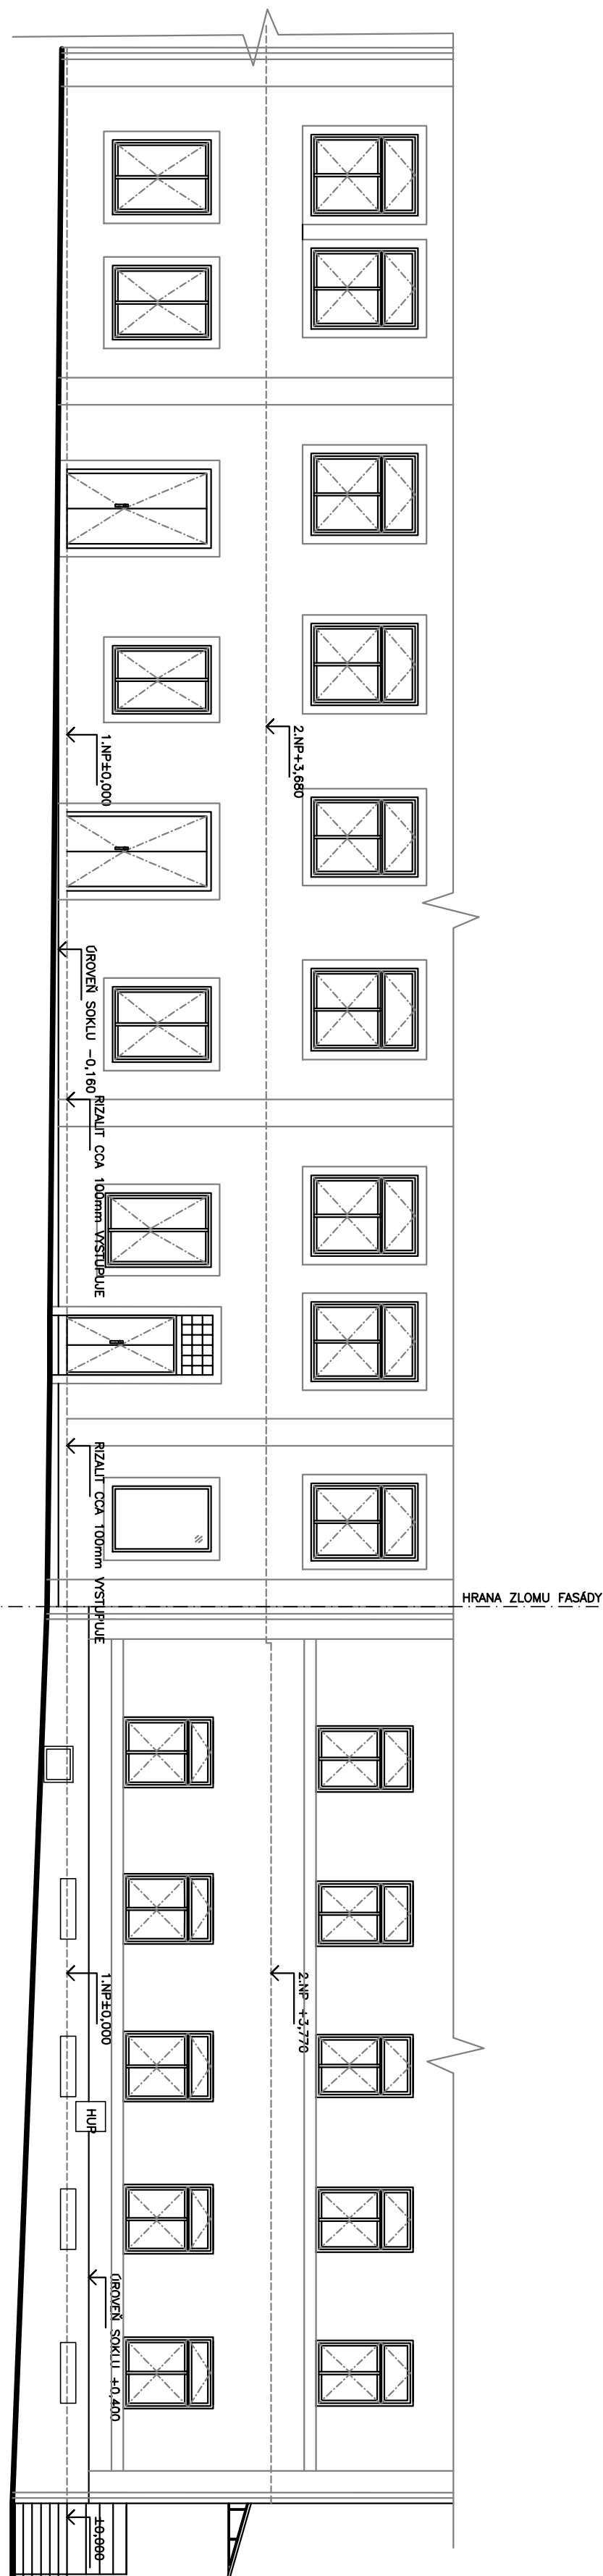 2.NP+3,680
1.NP±0,000
ÚROVEŇ SOKLU -0,160
RIZALIT CCA 100mm VYSTUPUJE
RIZALIT CCA 100mm VYSTUPUJE
HRANA ZLOMU FASÁDY
2.NP +3,770
1.NP±0,000
HUP
ÚROVEŇ SOKLU +0,400
±0,000